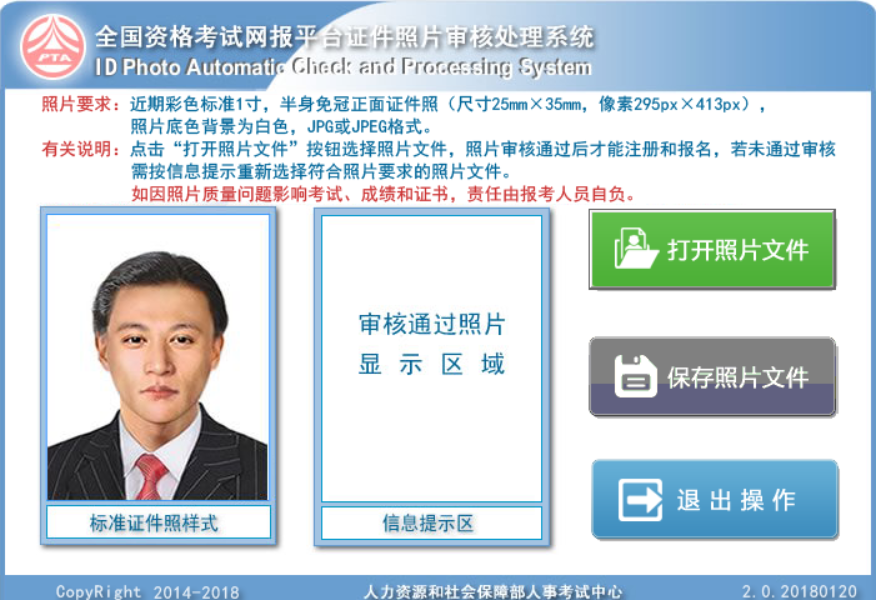 全国资格考试网报平台证件照片审核处理系统
PTA
ID Photo Automatic Check and Processing System
照片要求：近期彩色标准1寸，半身免冠正面证件照（尺寸25mm×35mm，像素295px×413px），
照片底色背景为白色，JPG或JPEG格式。
有关说明：点击“打开照片文件”按钮选择照片文件，照片审核通过后才能注册和报名，若未通过审核
需按信息提示重新选择符合照片要求的照片文件。
如因照片质量问题影响考试、成绩和证书，责任由报考人员自负。
打开照片文件
审核通过照片
显示区域
保存照片文件
退出操作
标准证件照样式
信息提示区
CopyRight 2014-2018
人力资源和社会保障部人事考试中心
2.0.20180120